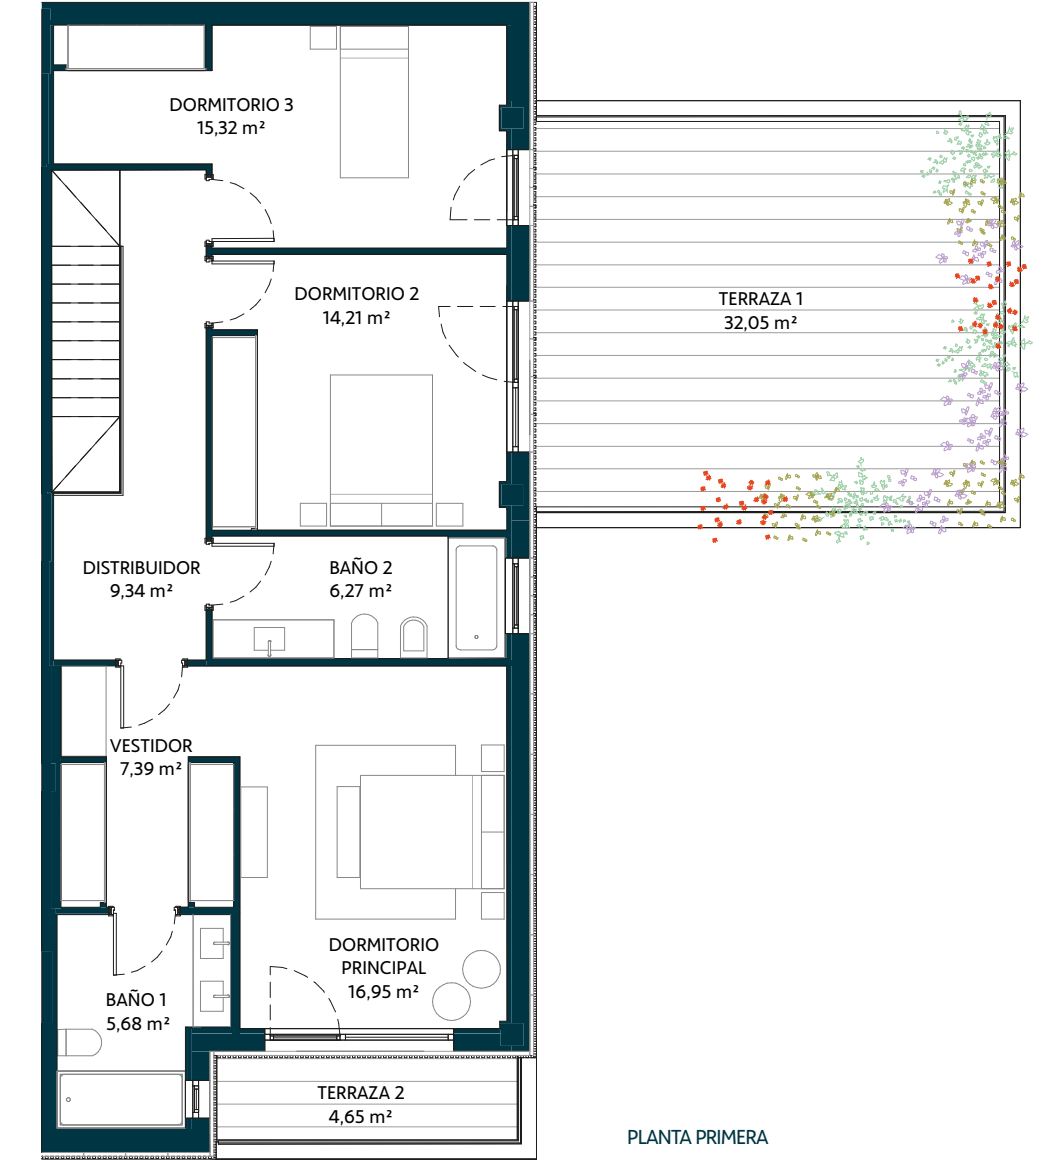 DORMITORIO 3
15,32 m²
DORMITORIO 2
14,21 m²
TERRAZA 1
32,05 m²
DISTRIBUIDOR
9,34 m²
BAÑO 2
6,27 m²
VESTIDOR
7,39 m²
DORMITORIO
PRINCIPAL
16,95 m²
BAÑO 1
5,68 m²
TERRAZA 2
4,65 m²
PLANTA PRIMERA